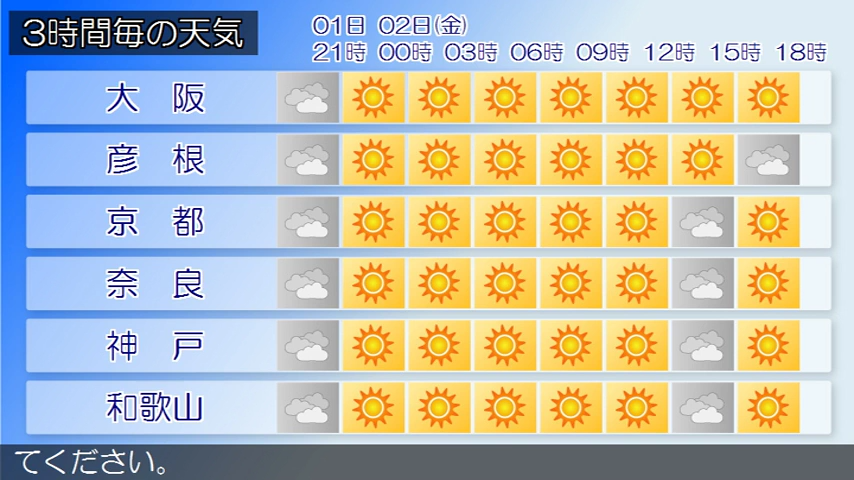 3時間毎の天気
01日 02日(金)
21時 00時 03時 06時 09時 12時 15時 18時
大 阪
彦 根
京 都
奈 良
神 戸
和歌山
てください。